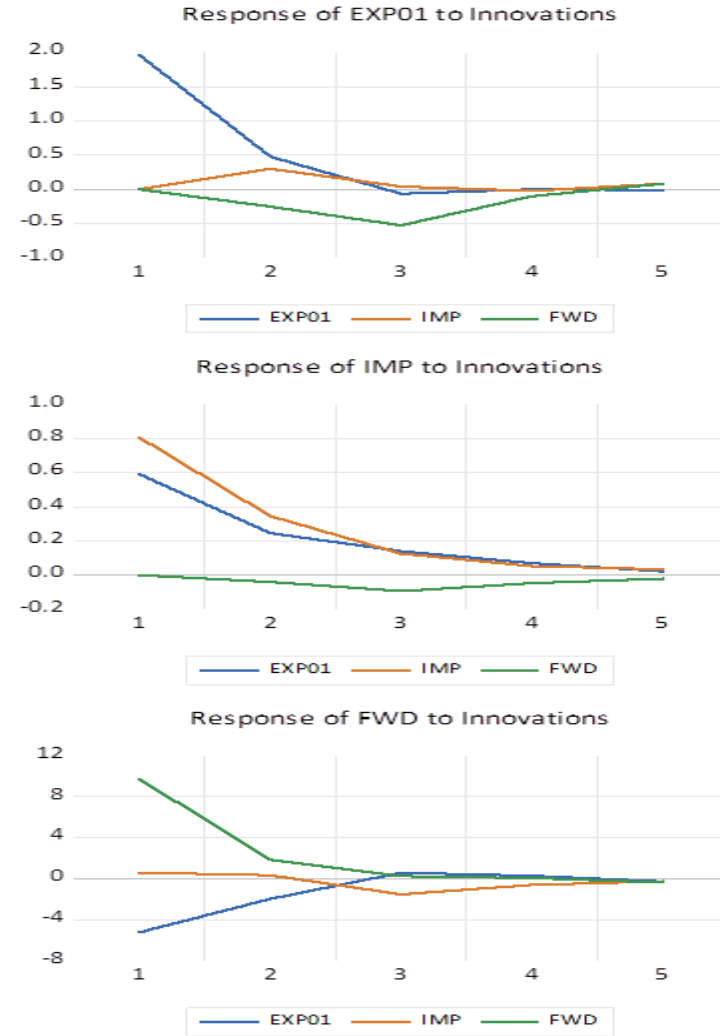 Response of EXP01 to Innovations
2.0
1.5
1.0
0.5
0.0
-0.5
-1.0
1 2 3 4 5
EXP01 IMP FWD
Response of IMP to Innovations
1.0
0.8
0.6
0.4
0.2
0.0
-0.2
1 2 3 4 5
EXP01 IMP FWD
Response of FWD to Innovations
12
8
4
0
-4
-8
1 2 3 4 5
EXP01 IMP FWD